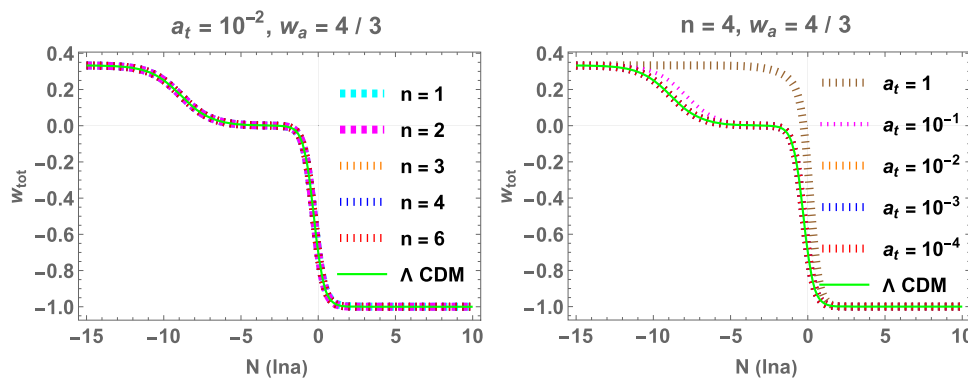 a_t = 10^-2, w_a = 4 / 3
0.4
0.2
0.0
−0.2
−0.4
−0.6
−0.8
−1.0
w_tot
n = 1
n = 2
n = 3
n = 4
n = 6
Λ CDM
−15 −10 −5 0 5 10
N (lna)
n = 4, w_a = 4/3
0.4
0.2
0.0
−0.2
−0.4
−0.6
−0.8
−1.0
w_tot
a_t = 1
a_t = 10^-1
a_t = 10^-2
a_t = 10^-3
a_t = 10^-4
Λ CDM
−15 −10 −5 0 5 10
N (lna)